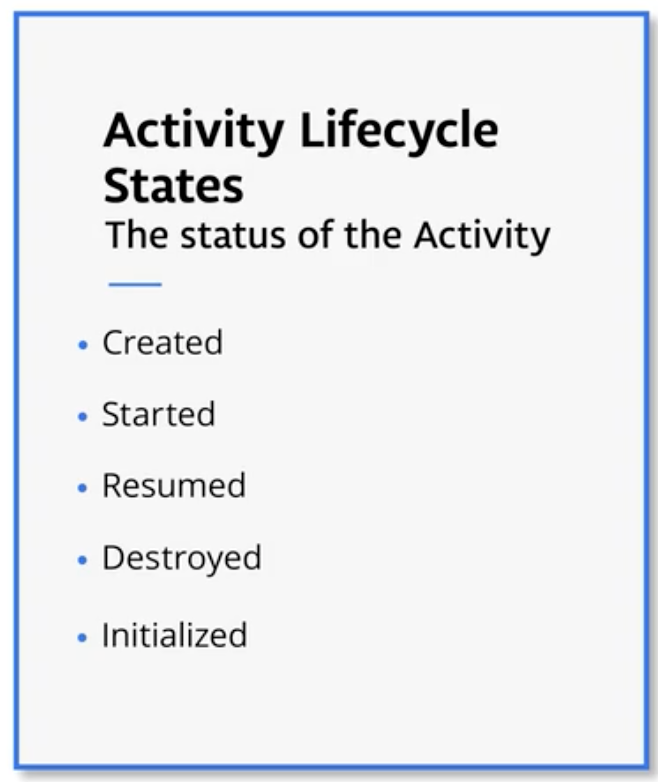 Activity Lifecycle
States
The status of the Activity
• Created
• Started
• Resumed
• Destroyed
• Initialized